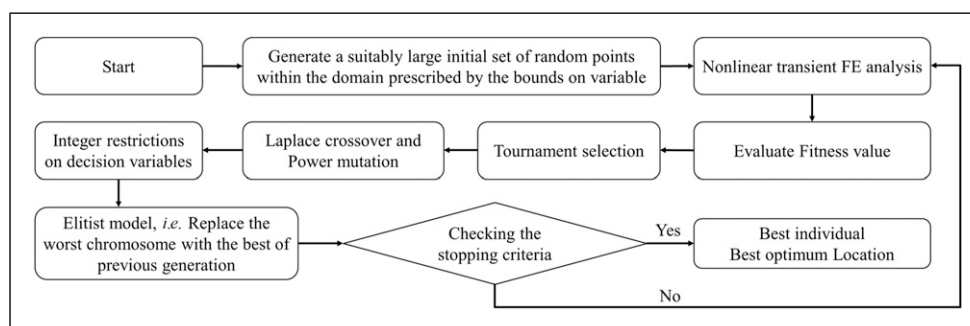 Start
Generate a suitably large initial set of random points
within the domain prescribed by the bounds on variable
Nonlinear transient FE analysis
Evaluate Fitness value
Tournament selection
Laplace crossover and
Power mutation
Integer restrictions
on decision variables
Elitist model, i.e. Replace the
worst chromosome with the best of
previous generation
Checking the
stopping criteria
Yes
Best individual
Best optimum Location
No